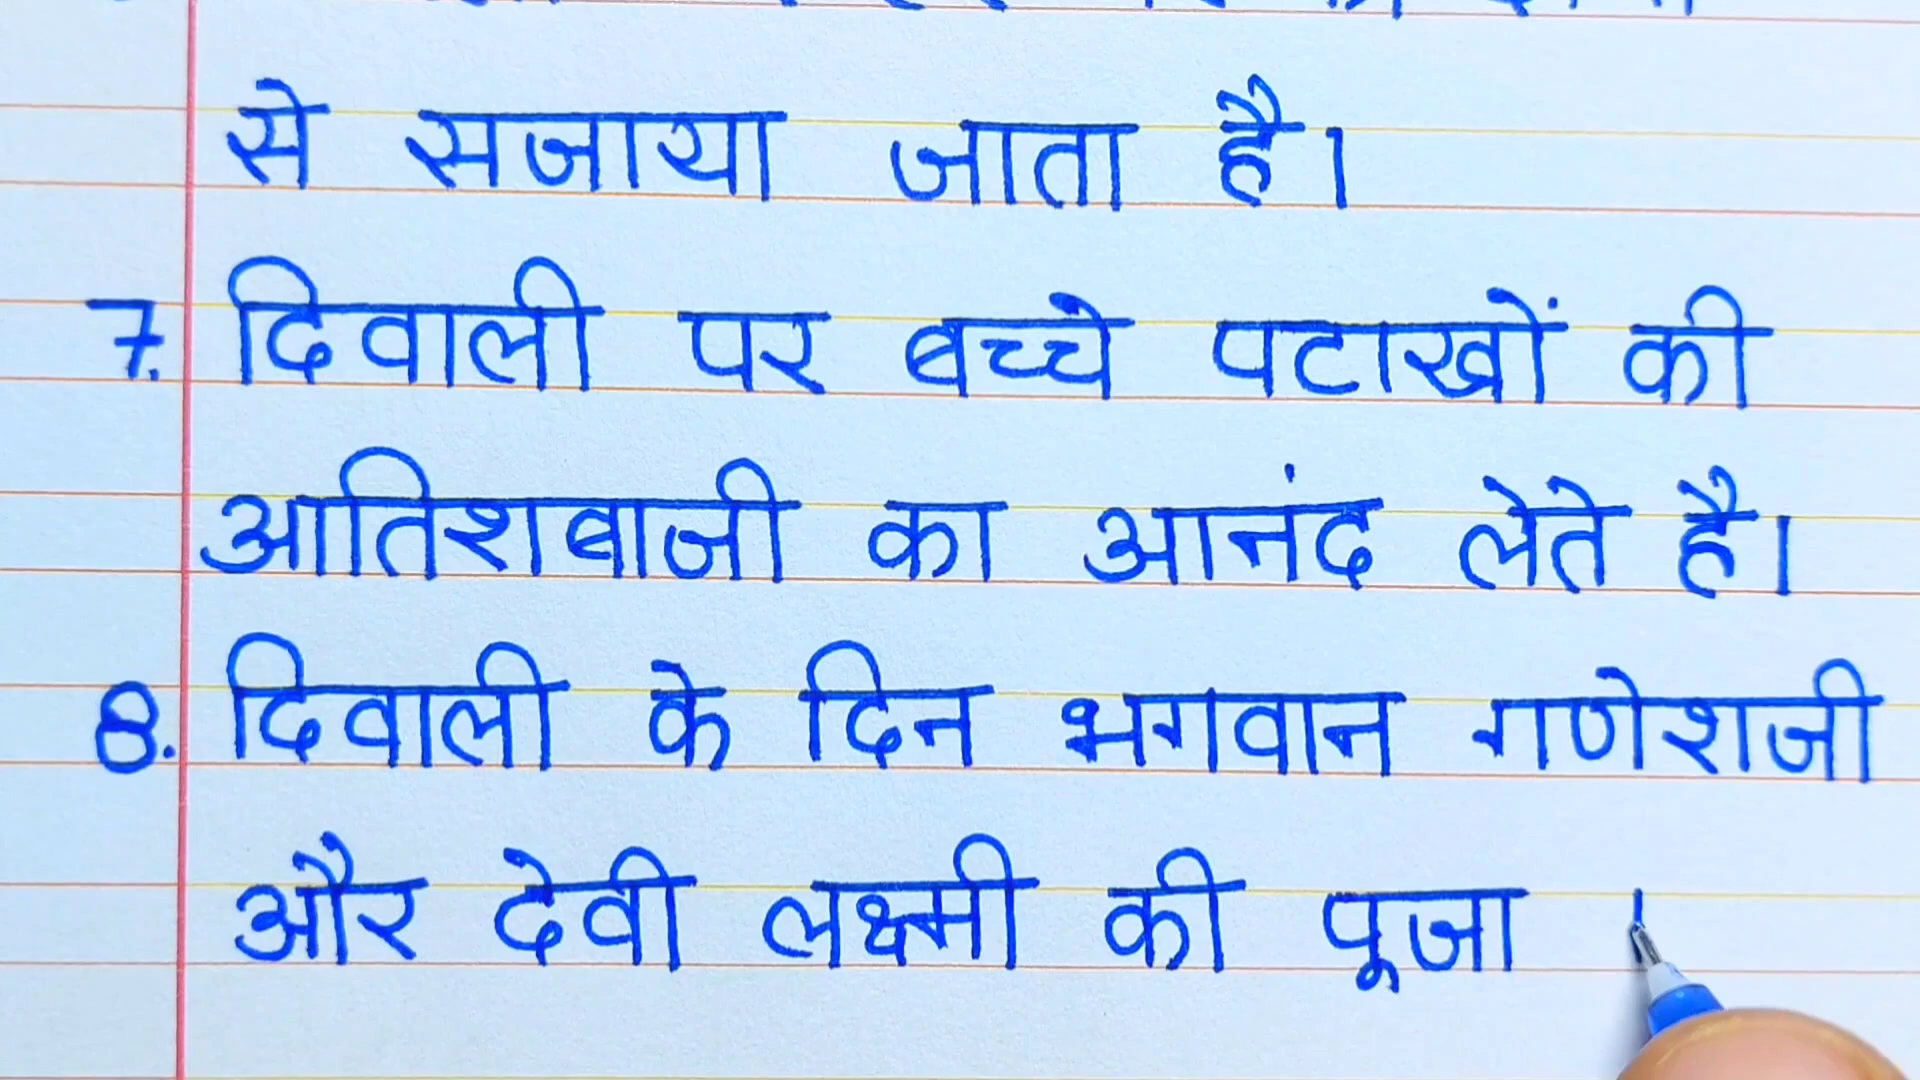 से सजाया जाता है।
7. दिवाली पर बच्चे पटाखों की
आतिशबाजी का आनंद लेते है।
8. दिवाली के दिन भगवान गणेशजी
और देवी लक्ष्मी की पूजा